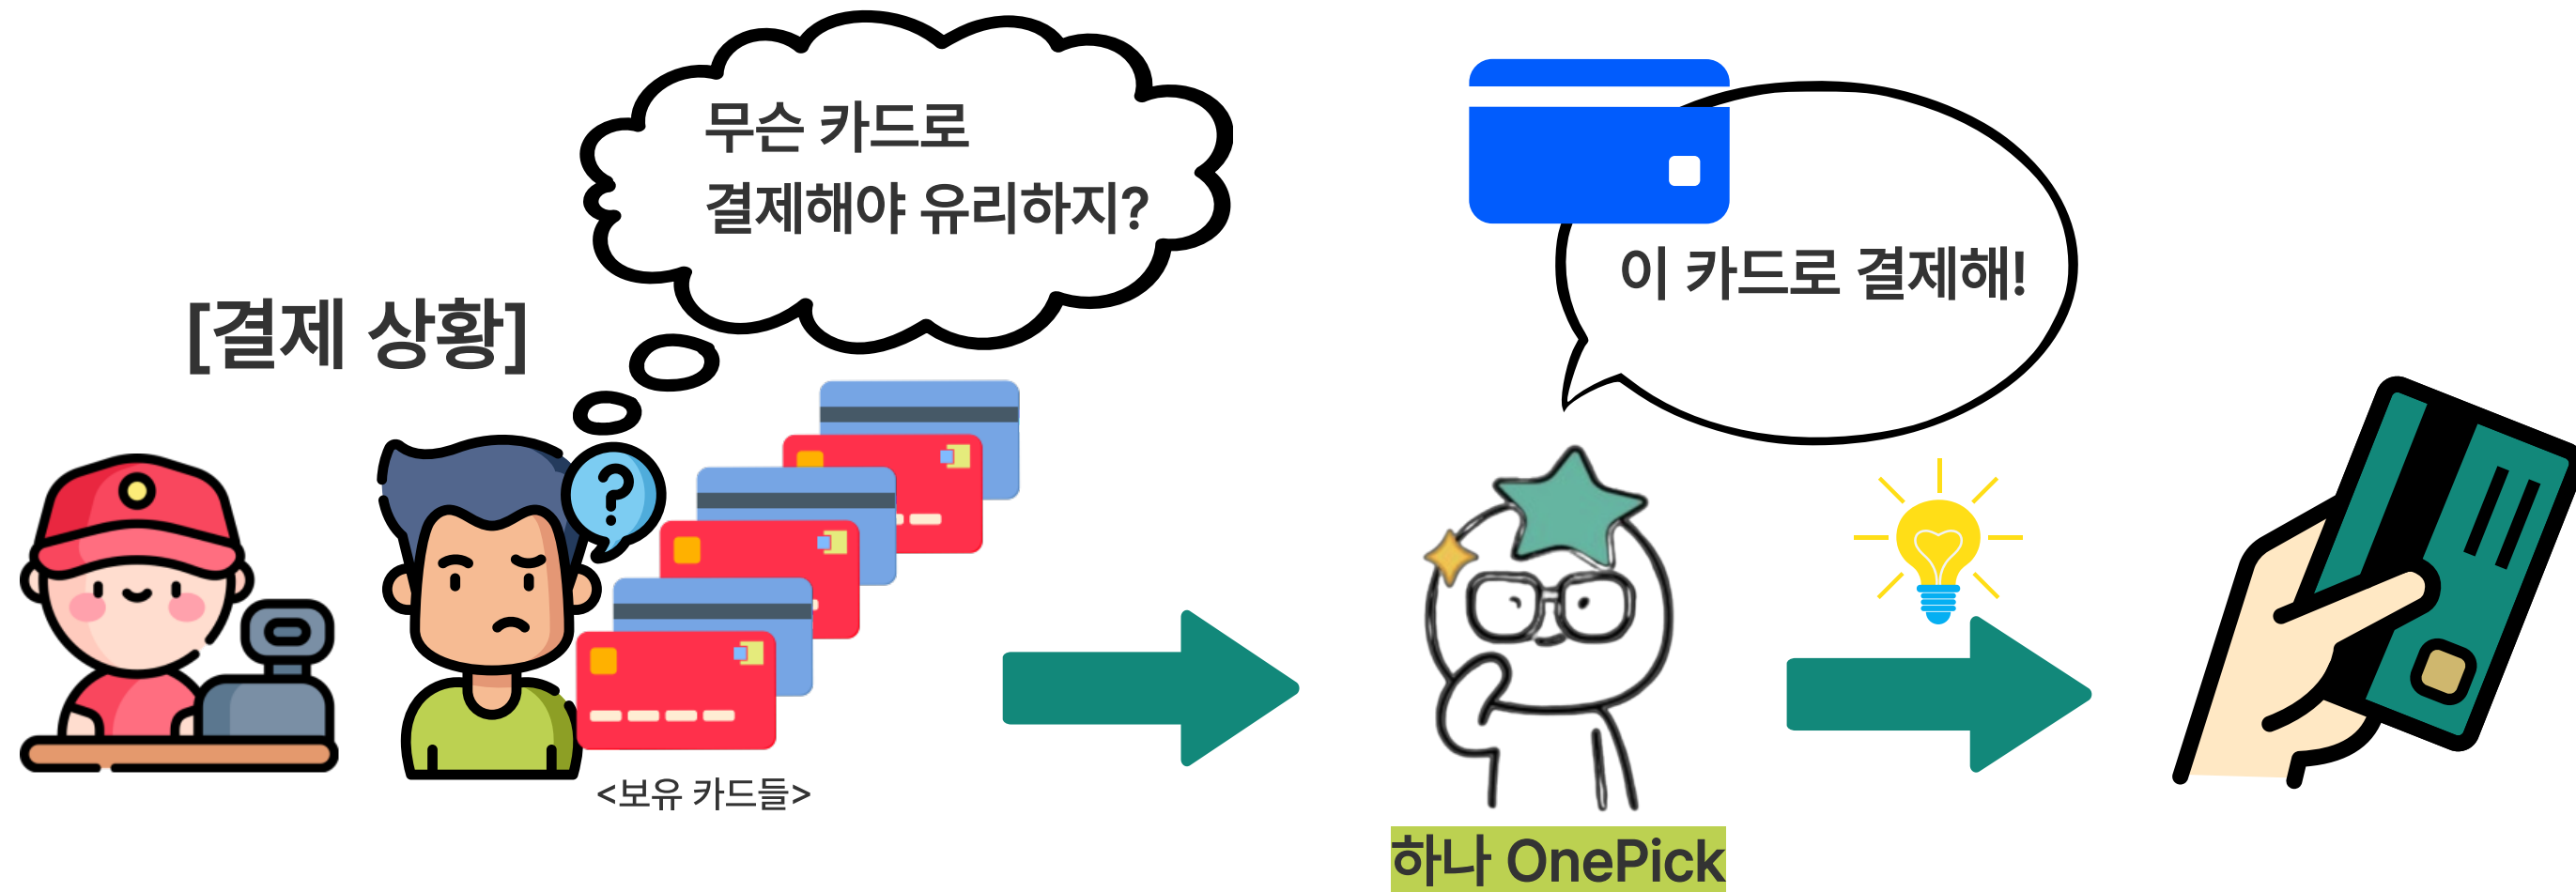 무슨 카드로
결제해야 유리하지?
[결제 상황]
?
<보유 카드들>
이 카드로 결제해!
하나 OnePick